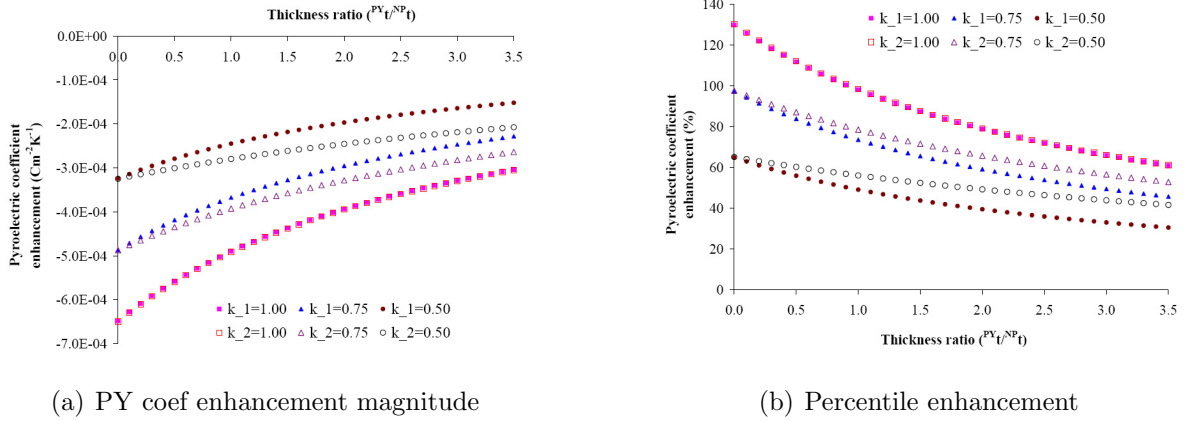 Thickness ratio (ᴾʸt/ᴺᴾt)
0.0 0.5 1.0 1.5 2.0 2.5 3.0 3.5
0.0E+00
-1.0E-04
-2.0E-04
-3.0E-04
-4.0E-04
-5.0E-04
-6.0E-04
-7.0E-04
Pyroelectric coefficient
enhancement (Cm⁻²K⁻¹)
k_1=1.00 k_1=0.75 k_1=0.50
k_2=1.00 k_2=0.75 k_2=0.50
(a) PY coef enhancement magnitude
140
120
100
80
60
40
20
0
Pyroelectric coefficient
enhancement (%)
k_1=1.00 k_1=0.75 k_1=0.50
k_2=1.00 k_2=0.75 k_2=0.50
0.0 0.5 1.0 1.5 2.0 2.5 3.0 3.5
Thickness ratio (ᴾʸt/ᴺᴾt)
(b) Percentile enhancement